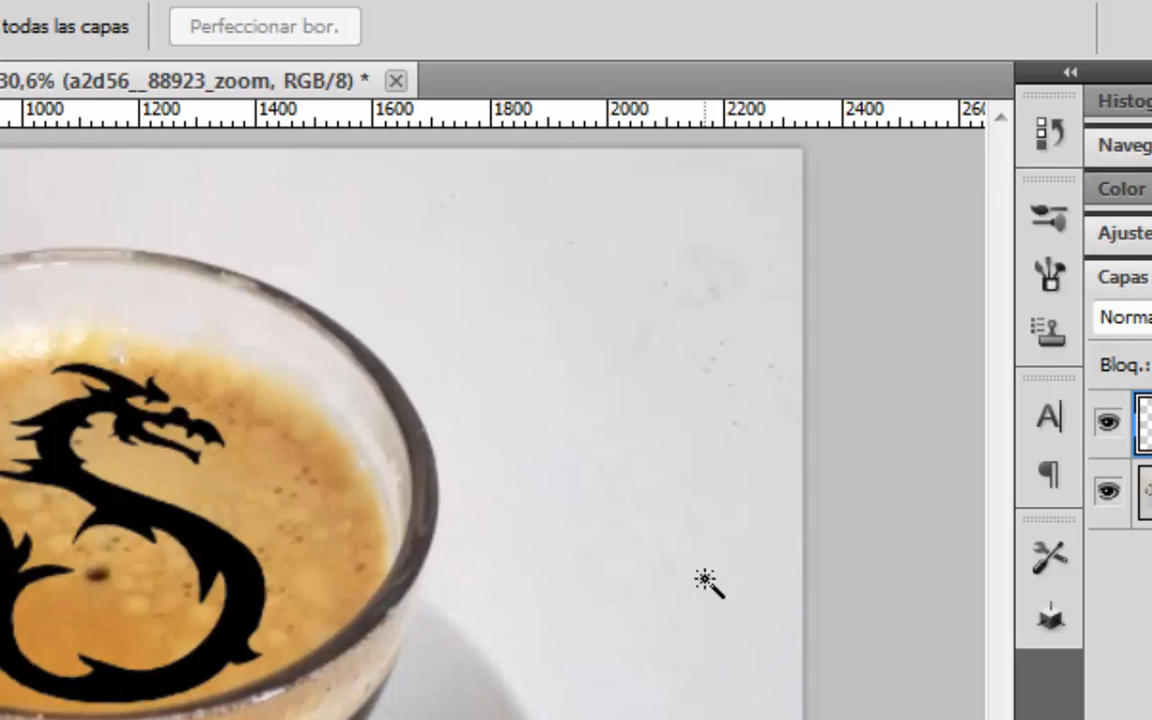 todas las capas
Perfeccionar bor.
30,6% (a2d56__88923_zoom, RGB/8) *
1000 1200 1400 1600 1800 2000 2200 2400 260
Histog
Naveg
Color
Ajuste
Capas
Norma
Bloq.: